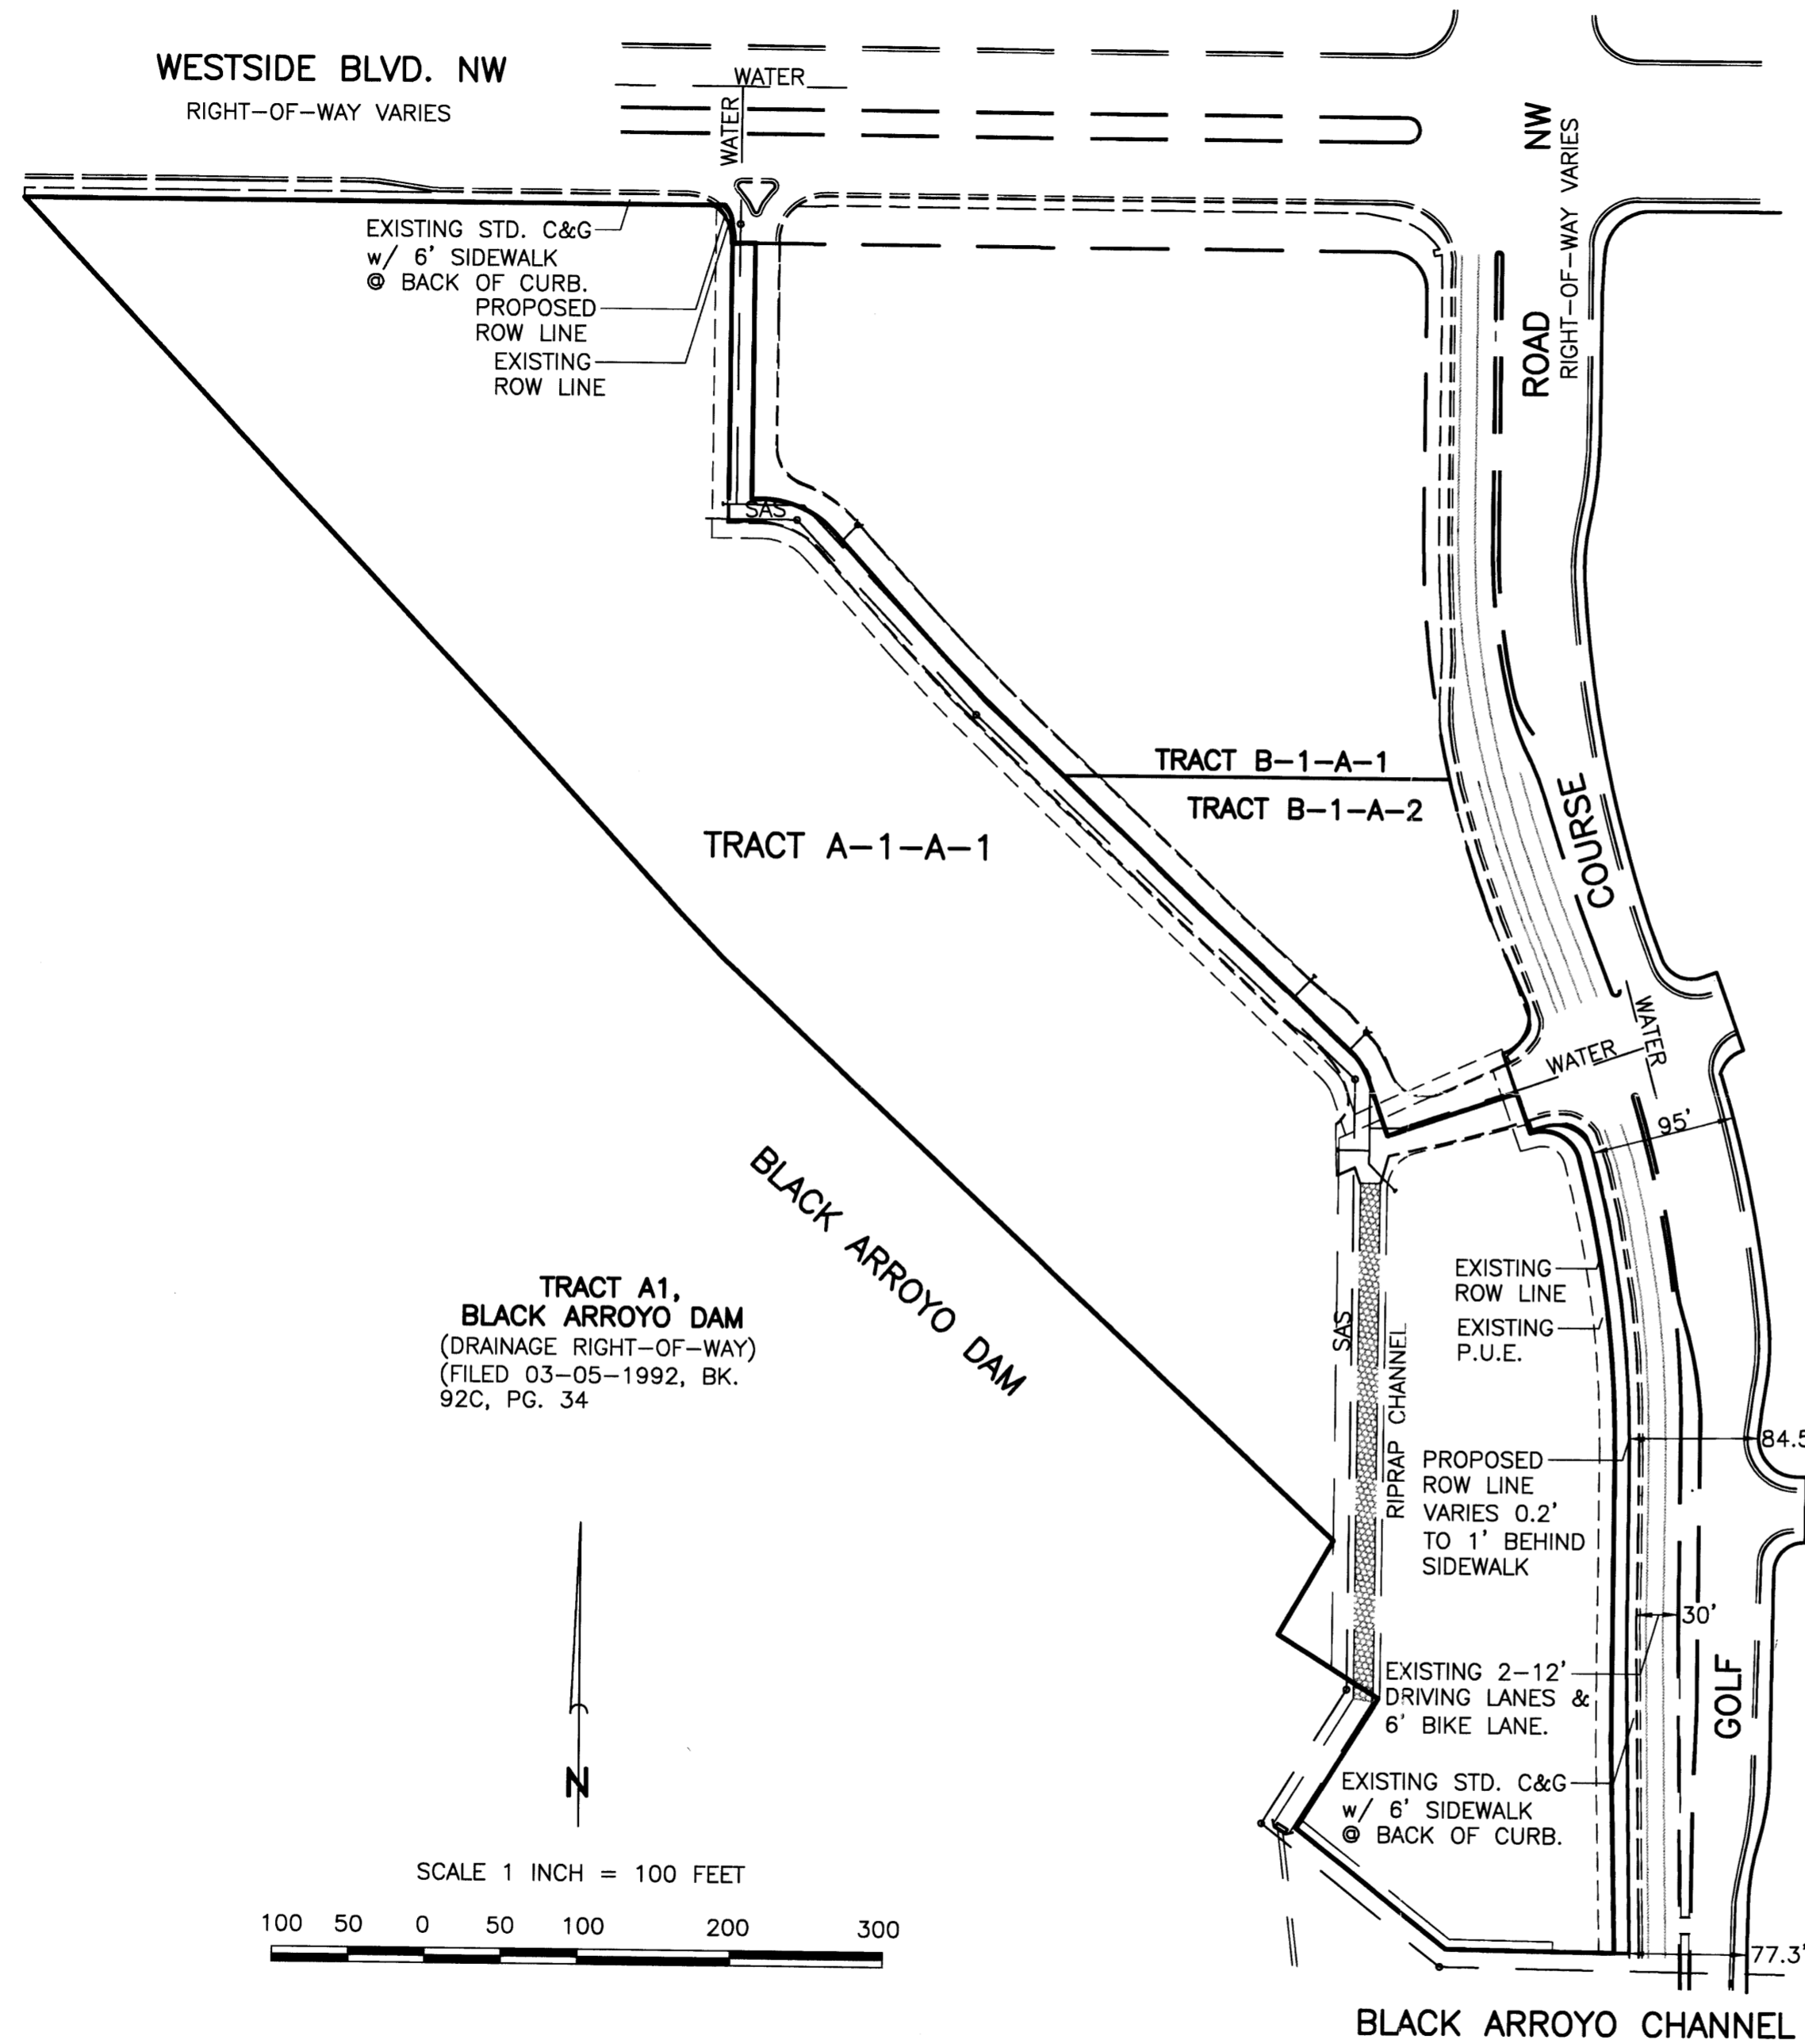 WESTSIDE BLVD. NW
RIGHT-OF-WAY VARIES
WATER
WATER
NW
ROAD
RIGHT-OF-WAY VARIES
EXISTING STD. C&G
w/ 6' SIDEWALK
@ BACK OF CURB.
PROPOSED
ROW LINE
EXISTING
ROW LINE
SAS
TRACT B-1-A-1
TRACT B-1-A-2
TRACT A-1-A-1
COURSE
WATER
WATER
95'
BLACK ARROYO DAM
TRACT A1,
BLACK ARROYO DAM
(DRAINAGE RIGHT-OF-WAY)
(FILED 03-05-1992, BK.
92C, PG. 34
EXISTING
ROW LINE
EXISTING
P.U.E.
SAS
RIPRAP CHANNEL
84.5
PROPOSED
ROW LINE
VARIES 0.2'
TO 1' BEHIND
SIDEWALK
30'
EXISTING 2-12'
DRIVING LANES &
6' BIKE LANE.
GOLF
EXISTING STD. C&G
w/ 6' SIDEWALK
@ BACK OF CURB.
N
SCALE 1 INCH = 100 FEET
100 50 0 50 100 200 300
77.3'
BLACK ARROYO CHANNEL